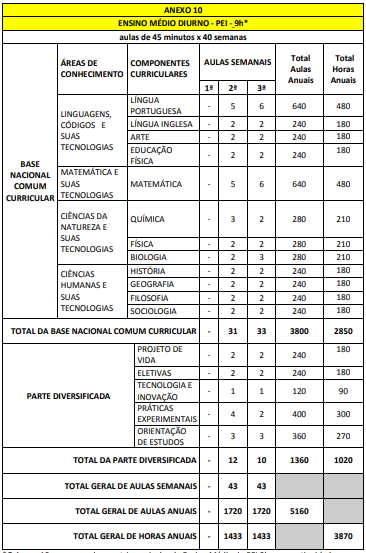 ANEXO 10
ENSINO MÉDIO DIURNO - PEI - 9h*
aulas de 45 minutos x 40 semanas
ÁREAS DE CONHECIMENTO COMPONENTES CURRICULARES AULAS SEMANAIS Total Aulas Anuais Total Horas Anuais
1ª 2ª 3ª
BASE NACIONAL COMUM CURRICULAR
LINGUAGENS, CÓDIGOS E SUAS TECNOLOGIAS
LÍNGUA PORTUGUESA - 5 6 640 480
LÍNGUA INGLESA - 2 2 240 180
ARTE - 2 2 240 180
EDUCAÇÃO FÍSICA - 2 2 240 180
MATEMÁTICA E SUAS TECNOLOGIAS
MATEMÁTICA - 5 6 640 480
CIÊNCIAS DA NATUREZA E SUAS TECNOLOGIAS
QUÍMICA - 3 2 280 210
FÍSICA - 2 2 280 210
BIOLOGIA - 2 3 280 210
CIÊNCIAS HUMANAS E SUAS TECNOLOGIAS
HISTÓRIA - 2 2 240 180
GEOGRAFIA - 2 2 240 180
FILOSOFIA - 2 2 240 180
SOCIOLOGIA - 2 2 240 180
TOTAL DA BASE NACIONAL COMUM CURRICULAR - 31 33 3800 2850
PARTE DIVERSIFICADA
PROJETO DE VIDA - 2 2 240 180
ELETIVAS - 2 2 240 180
TECNOLOGIA E INOVAÇÃO - 1 1 120 90
PRÁTICAS EXPERIMENTAIS - 4 2 400 300
ORIENTAÇÃO DE ESTUDOS - 3 3 360 270
TOTAL DA PARTE DIVERSIFICADA - 12 10 1360 1020
TOTAL GERAL DE AULAS SEMANAIS - 43 43
TOTAL GERAL DE AULAS ANUAIS - 1720 1720 5160
TOTAL GERAL DE HORAS ANUAIS - 1433 1433 3870